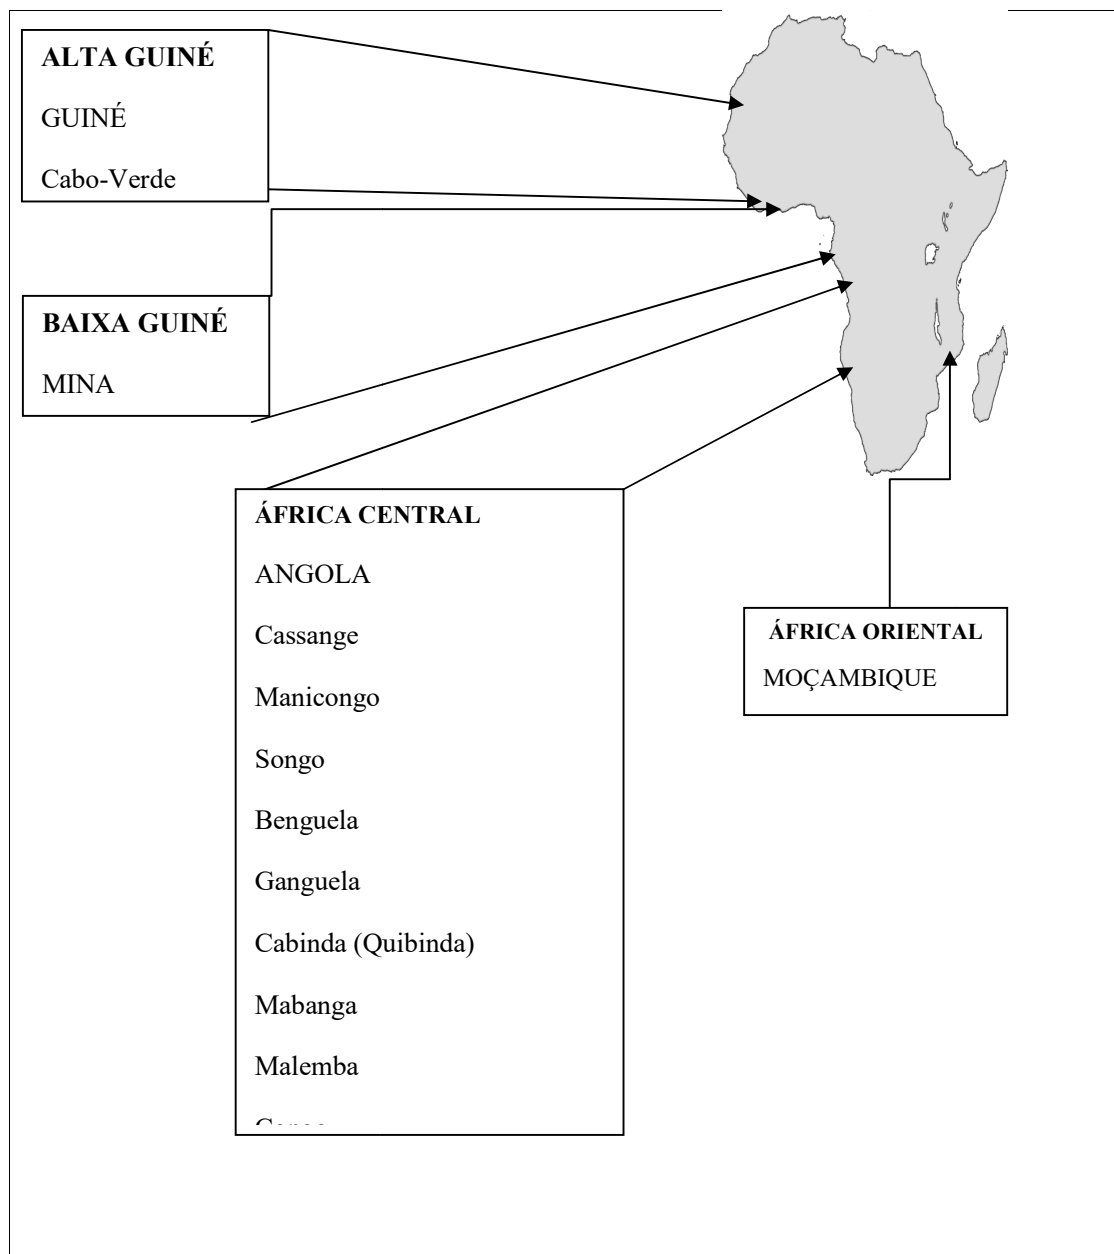 ALTA GUINÉ
GUINÉ
Cabo-Verde
BAIXA GUINÉ
MINA
ÁFRICA CENTRAL
ANGOLA
Cassange
Manicongo
Songo
Benguela
Ganguela
Cabinda (Quibinda)
Mabanga
Malemba
ÁFRICA ORIENTAL
MOÇAMBIQUE